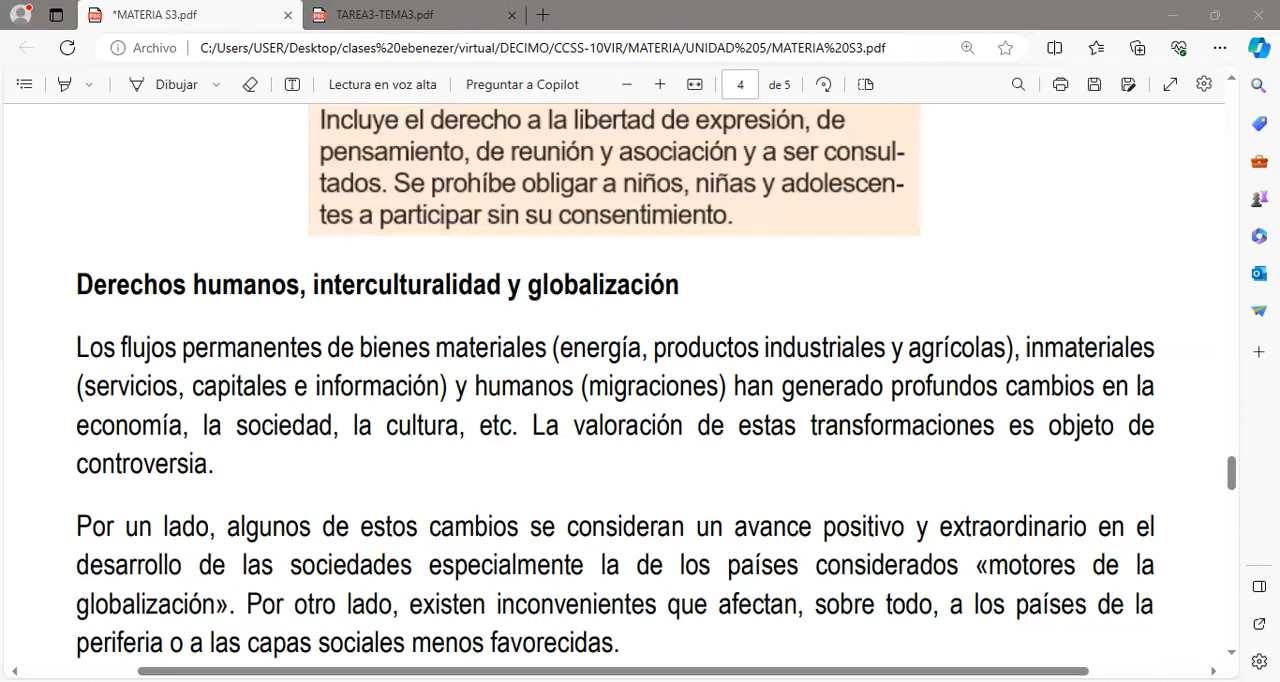 *MATERIA S3.pdf
TAREA3-TEMA3.pdf
Archivo
C:/Users/USER/Desktop/clases%20ebenezer/virtual/DECIMO/CCSS-10VIR/MATERIA/UNIDAD%205/MATERIA%20S3.pdf
Dibujar
Lectura en voz alta
Preguntar a Copilot
4
de 5
Incluye el derecho a la libertad de expresión, de
pensamiento, de reunión y asociación y a ser consul-
tados. Se prohíbe obligar a niños, niñas y adolescen-
tes a participar sin su consentimiento.
Derechos humanos, interculturalidad y globalización
Los flujos permanentes de bienes materiales (energía, productos industriales y agrícolas), inmateriales
(servicios, capitales e información) y humanos (migraciones) han generado profundos cambios en la
economía, la sociedad, la cultura, etc. La valoración de estas transformaciones es objeto de
controversia.
Por un lado, algunos de estos cambios se consideran un avance positivo y extraordinario en el
desarrollo de las sociedades especialmente la de los países considerados «motores de la
globalización». Por otro lado, existen inconvenientes que afectan, sobre todo, a los países de la
periferia o a las capas sociales menos favorecidas.